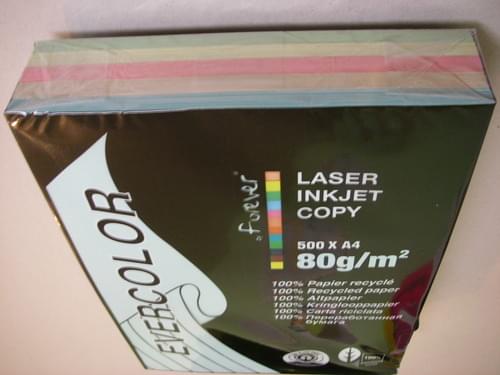 EVERCOLOR
by forever
LASER
INKJET
COPY
500 X A4
80g/m²
100% Papier recyclé
100% Recycled paper
100% Altpapier
100% Kringlooppapier
100% Carta riciclata
100% Переработанная
бумага